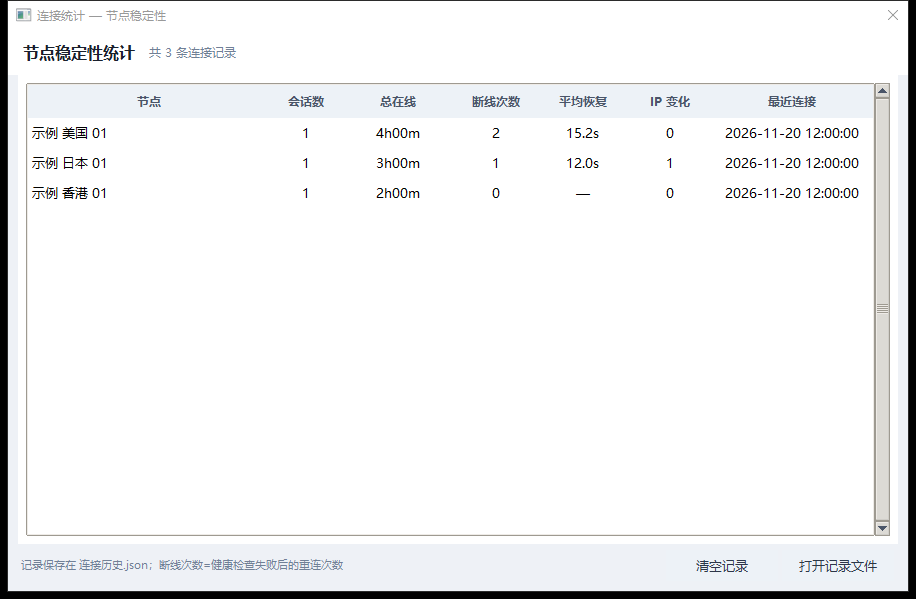 连接统计 — 节点稳定性
节点稳定性统计 共 3 条连接记录
节点 会话数 总在线 断线次数 平均恢复 IP 变化 最近连接
示例 美国 01 1 4h00m 2 15.2s 0 2026-11-20 12:00:00
示例 日本 01 1 3h00m 1 12.0s 1 2026-11-20 12:00:00
示例 香港 01 1 2h00m 0 — 0 2026-11-20 12:00:00
记录保存在 连接历史.json；断线次数=健康检查失败后的重连次数 清空记录 打开记录文件